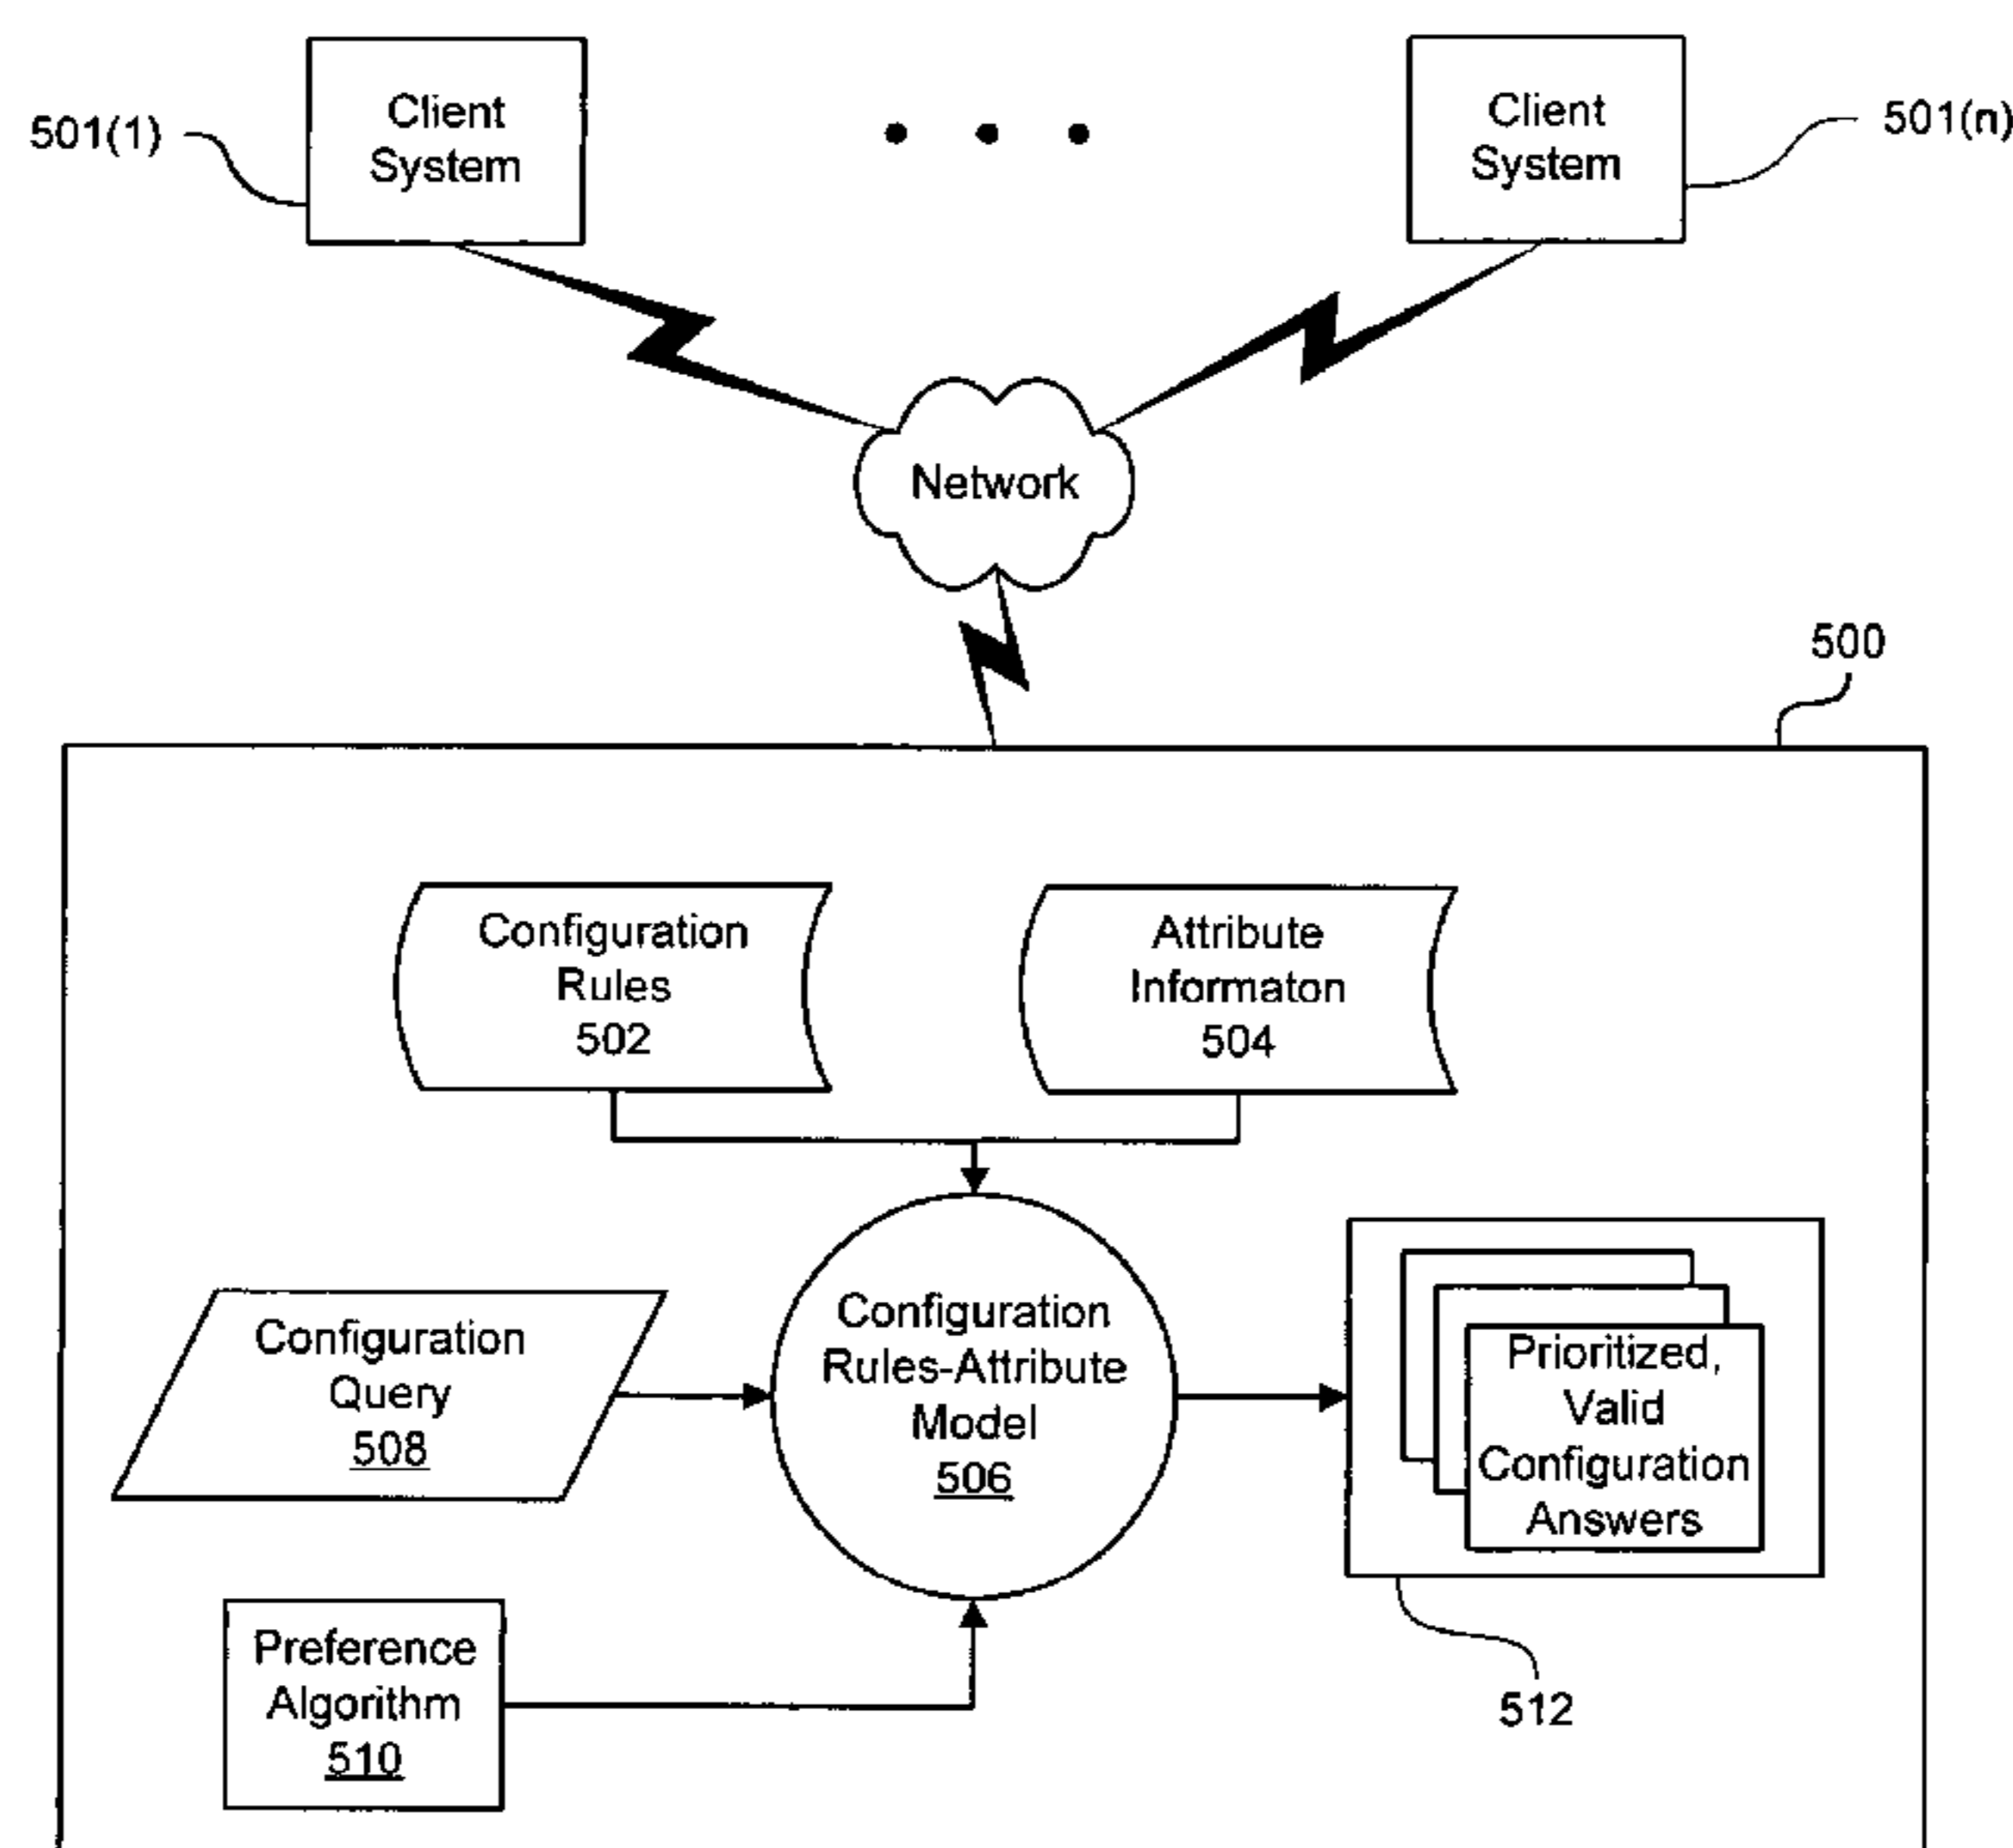 Client
System
501(1)
Client
System
501(n)
Network
500
Configuration
Rules
502
Attribute
Informaton
504
Configuration
Query
508
Configuration
Rules-Attribute
Model
506
Prioritized,
Valid
Configuration
Answers
512
Preference
Algorithm
510